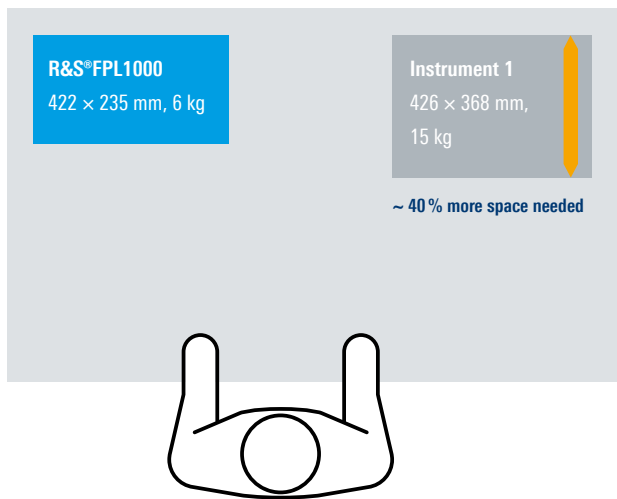 R&S®FPL1000
422 × 235 mm, 6 kg
Instrument 1
426 × 368 mm,
15 kg
~ 40 % more space needed